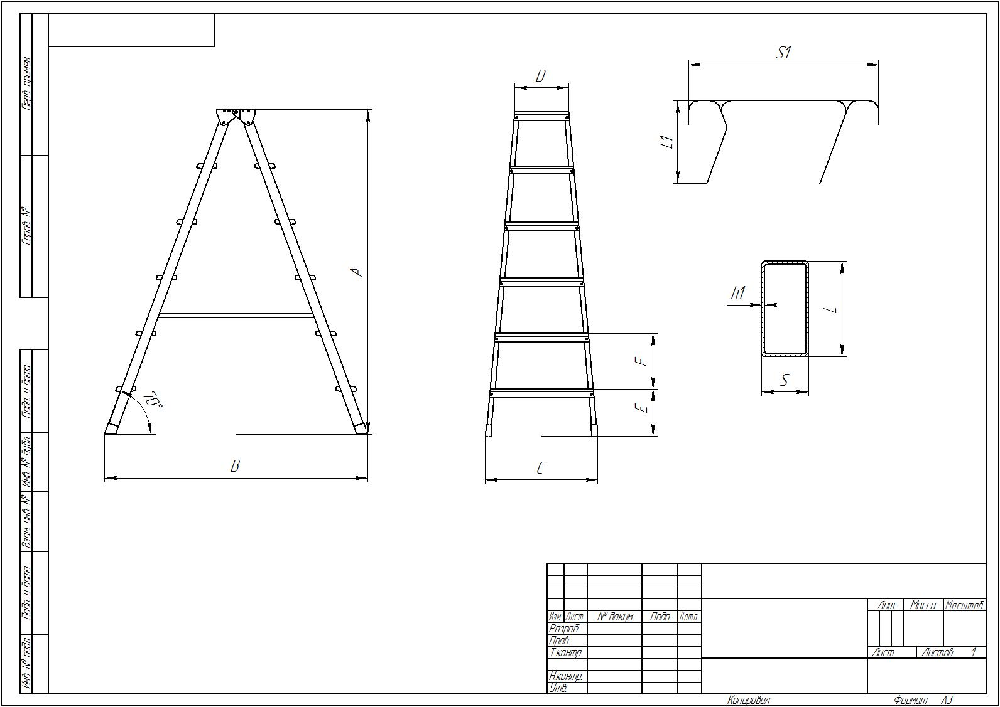 Перв. примен.
Справ. №
Подп. и дата
Инв. № дубл.
Взам. инв. №
Подп. и дата
Инв. № подл.
A
B
70°
D
C
F
E
S1
L1
h1
L
S
Изм. Лист № докум. Подп. Дата
Разраб.
Пров.
Т.контр.
Н.контр.
Утв.
Лит. Масса Масштаб
Лист Листов 1
Копировал Формат А3